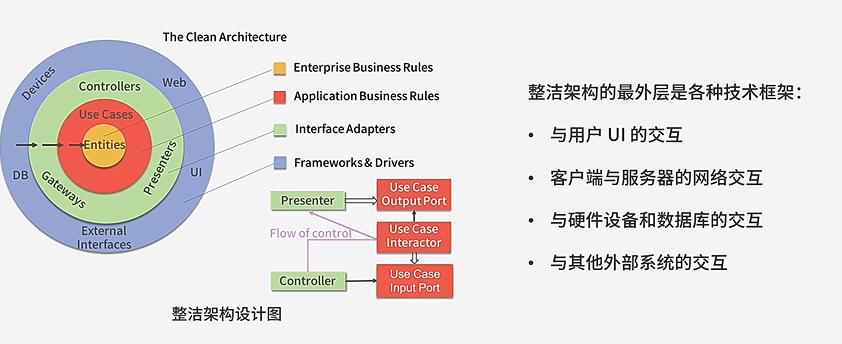 The Clean Architecture
Devices
Web
Controllers
Use Cases
Entities
DB
Gateways
Presenters
UI
External
Interfaces
Enterprise Business Rules
Application Business Rules
Interface Adapters
Frameworks & Drivers
Presenter
Use Case
Output Port
Flow of control
Use Case
Interactor
Controller
Use Case
Input Port
整洁架构设计图
整洁架构的最外层是各种技术框架：
• 与用户 UI 的交互
• 客户端与服务器的网络交互
• 与硬件设备和数据库的交互
• 与其他外部系统的交互